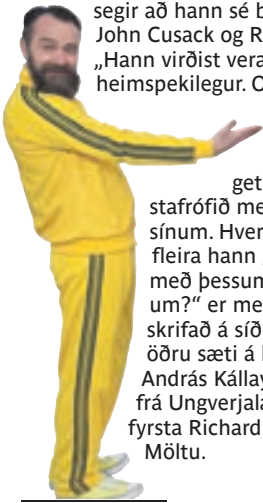 segir að hann sé b
John Cusack og R
„Hann virðist vera
heimspekilegur. O
get
stafrófið me
sínum. Hver
fleira hann
með þessum
um?“ er me
skrifað á síð
öðru sæti á
András Kállay
frá Ungverjala
fyrsta Richard
Möltu.